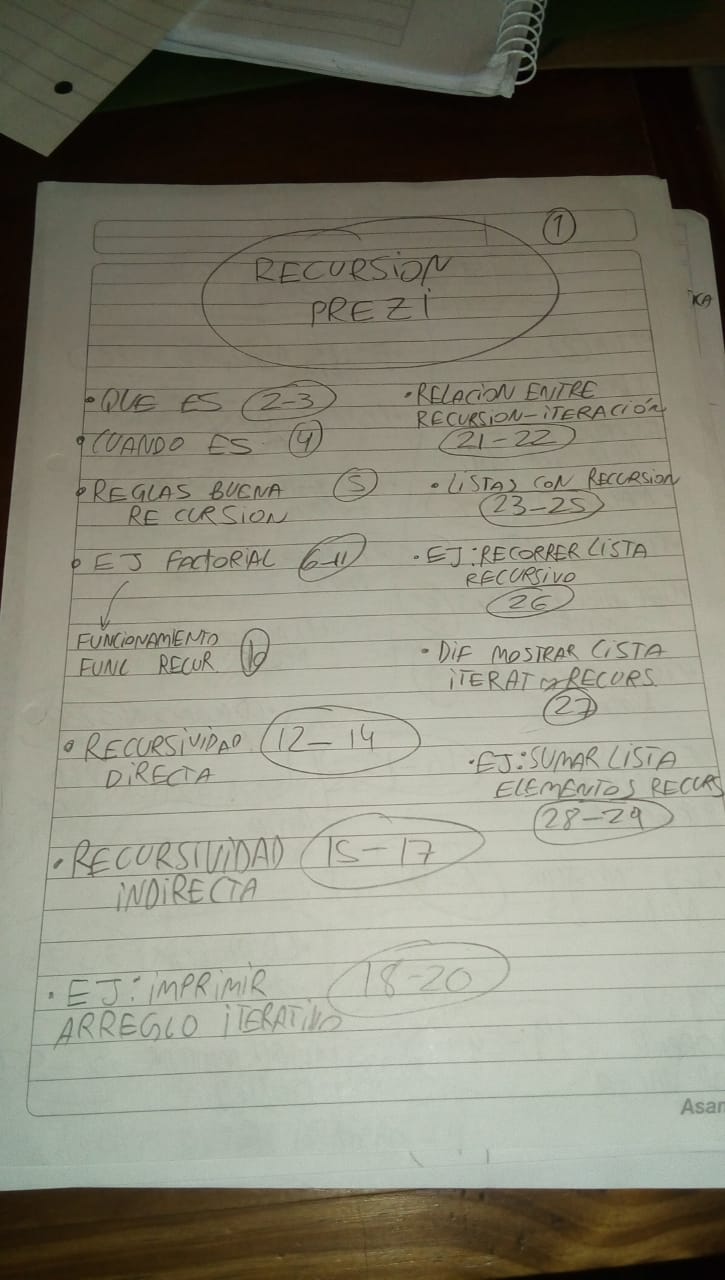 1
RECURSION
PREZI
• QUE ES 2-3
• CUANDO ES 4
• REGLAS BUENA 5
RECURSION
• EJ FACTORIAL 6-11
FUNCIONAMIENTO
FUNC RECUR 10
• RECURSIVIDAD 12-14
DIRECTA
• RECURSIVIDAD 15-17
INDIRECTA
• EJ: IMPRIMIR 18-20
ARREGLO ITERATIVO
• RELACION ENTRE
RECURSION-ITERACIÓN
21-22
• LISTAS CON RECURSION
23-25
• EJ: RECORRER LISTA
RECURSIVO
26
• DIF MOSTRAR LISTA
ITERAT RECURS.
27
• EJ: SUMAR LISTA
ELEMENTOS RECURS
28-29
Asar